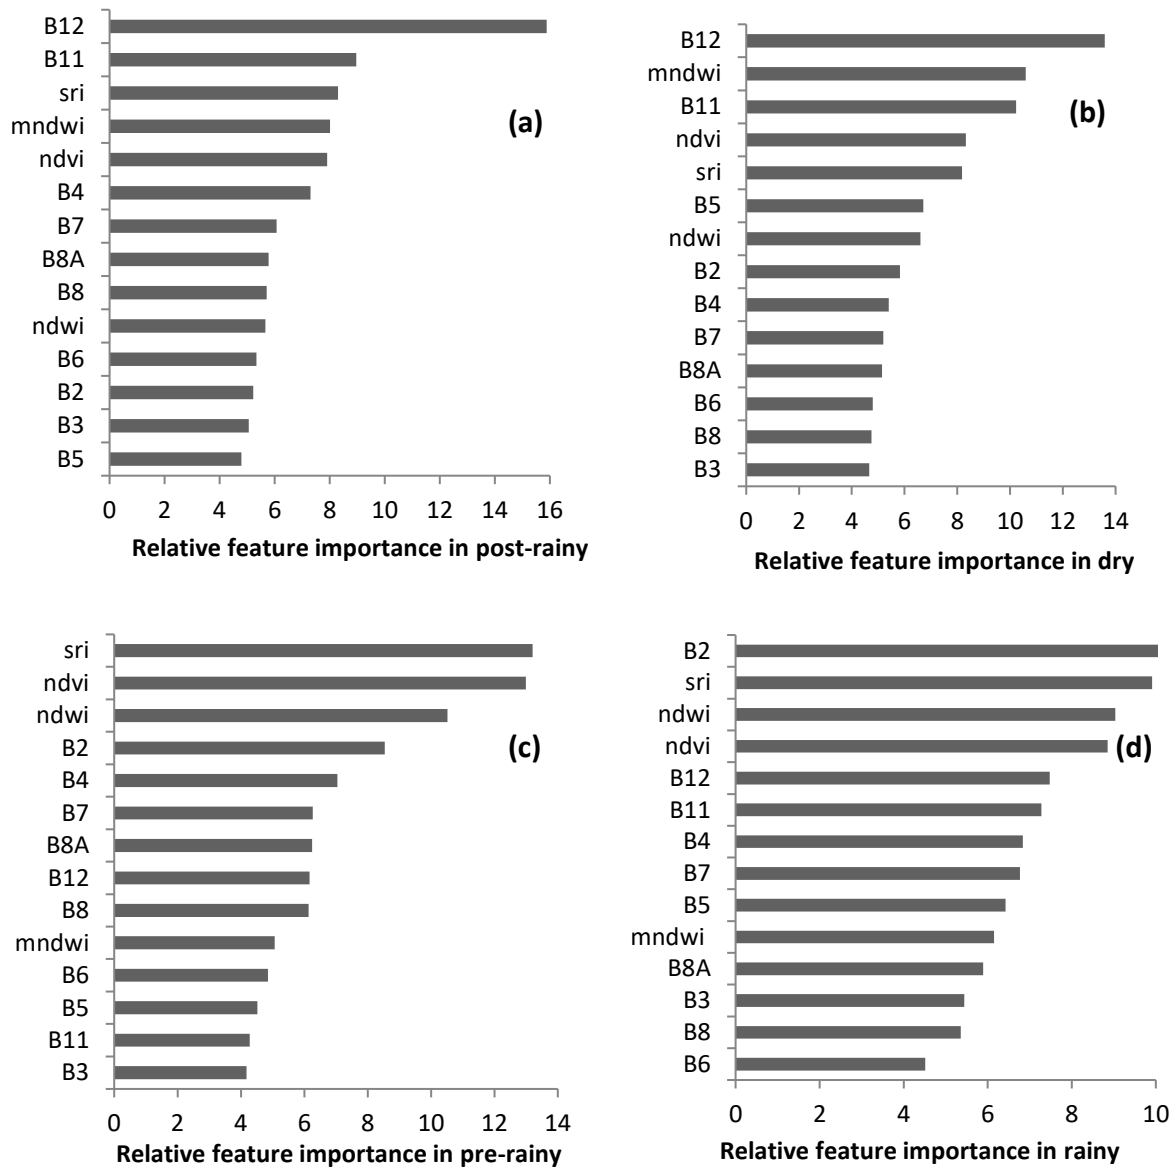 B12
B11
sri
mndwi
ndvi
B4
B7
B8A
B8
ndwi
B6
B2
B3
B5
(a)
0 2 4 6 8 10 12 14 16
Relative feature importance in post-rainy
B12
mndwi
B11
ndvi
sri
B5
ndwi
B2
B4
B7
B8A
B6
B8
B3
(b)
0 2 4 6 8 10 12 14
Relative feature importance in dry
sri
ndvi
ndwi
B2
B4
B7
B8A
B12
B8
mndwi
B6
B5
B11
B3
(c)
0 2 4 6 8 10 12 14
Relative feature importance in pre-rainy
B2
sri
ndwi
ndvi
B12
B11
B4
B7
B5
mndwi
B8A
B3
B8
B6
(d)
0 2 4 6 8 10
Relative feature importance in rainy